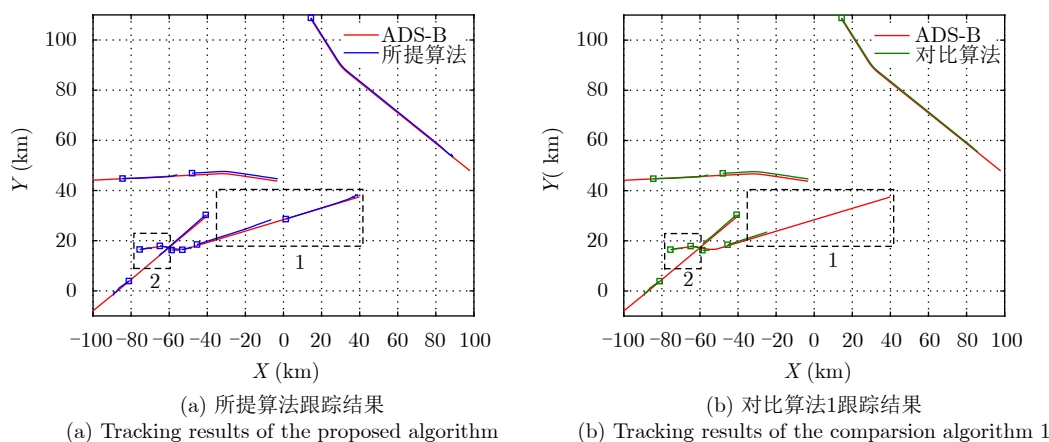 ADS-B
所提算法
Y (km)
100
80
60
40
20
0
1
2
−100 −80 −60 −40 −20 0 20 40 60 80 100
X (km)
(a) 所提算法跟踪结果
(a) Tracking results of the proposed algorithm
ADS-B
对比算法
Y( km)
100
80
60
40
20
0
1
2
−100 −80 −60 −40 −20 0 20 40 60 80 100
X (km)
(b) 对比算法1跟踪结果
(b) Tracking results of the comparsion algorithm 1